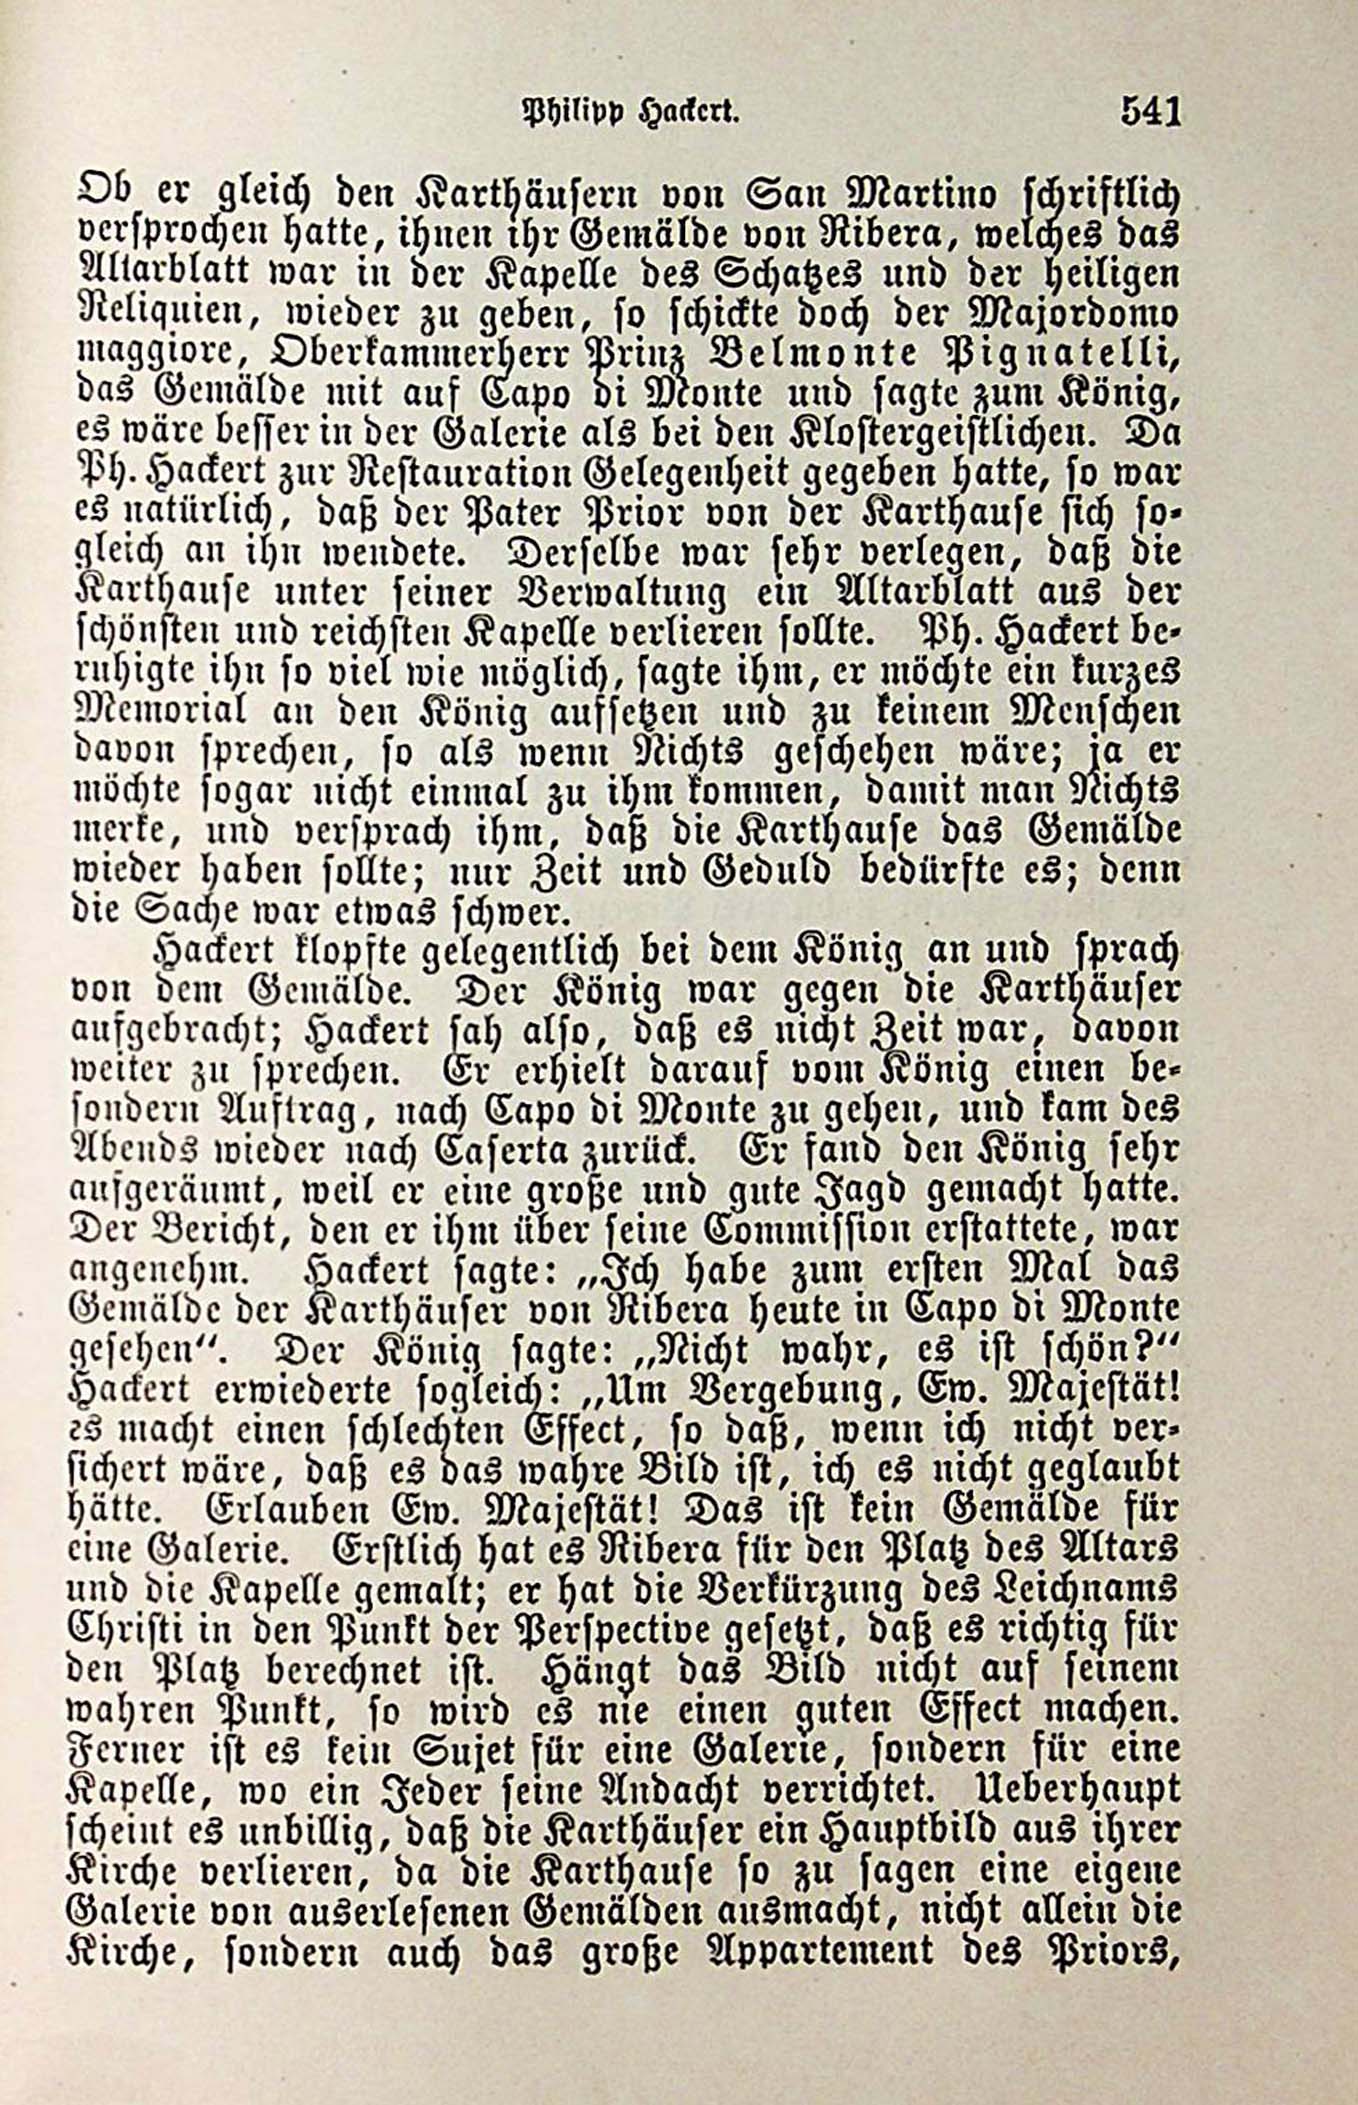 Philipp Hackert. 541
Ob er gleich den Karthäusern von San Martino schriftlich
versprochen hatte, ihnen ihr Gemälde von Ribera, welches das
Altarblatt war in der Kapelle des Schatzes und der heiligen
Reliquien, wieder zu geben, so schickte doch der Majordomo
maggiore, Oberkammerherr Prinz Belmonte Pignatelli,
das Gemälde mit auf Capo di Monte und sagte zum König,
es wäre besser in der Galerie als bei den Klostergeistlichen. Da
Ph. Hackert zur Restauration Gelegenheit gegeben hatte, so war
es natürlich, daß der Pater Prior von der Karthause sich so-
gleich an ihn wendete. Derselbe war sehr verlegen, daß die
Karthause unter seiner Verwaltung ein Altarblatt aus der
schönsten und reichsten Kapelle verlieren sollte. Ph. Hackert be-
ruhigte ihn so viel wie möglich, sagte ihm, er möchte ein kurzes
Memorial an den König aufsetzen und zu keinem Menschen
davon sprechen, so als wenn Nichts geschehen wäre; ja er
möchte sogar nicht einmal zu ihm kommen, damit man Nichts
merke, und versprach ihm, daß die Karthause das Gemälde
wieder haben sollte; nur Zeit und Geduld bedürfte es; denn
die Sache war etwas schwer.
Hackert klopfte gelegentlich bei dem König an und sprach
von dem Gemälde. Der König war gegen die Karthäuser
aufgebracht; Hackert sah also, daß es nicht Zeit war, davon
weiter zu sprechen. Er erhielt darauf vom König einen be-
sondern Auftrag, nach Capo di Monte zu gehen, und kam des
Abends wieder nach Caserta zurück. Er fand den König sehr
aufgeräumt, weil er eine große und gute Jagd gemacht hatte.
Der Bericht, den er ihm über seine Commission erstattete, war
angenehm. Hackert sagte: „Ich habe zum ersten Mal das
Gemälde der Karthäuser von Ribera heute in Capo di Monte
gesehen“. Der König sagte: „Nicht wahr, es ist schön?“
Hackert erwiederte sogleich: „Um Vergebung, Ew. Majestät!
es macht einen schlechten Effect, so daß, wenn ich nicht ver-
sichert wäre, daß es das wahre Bild ist, ich es nicht geglaubt
hätte. Erlauben Ew. Majestät! Das ist kein Gemälde für
eine Galerie. Erstlich hat es Ribera für den Platz des Altars
und die Kapelle gemalt; er hat die Verkürzung des Leichnams
Christi in den Punkt der Perspective gesetzt, daß es richtig für
den Platz berechnet ist. Hängt das Bild nicht auf seinem
wahren Punkt, so wird es nie einen guten Effect machen.
Ferner ist es kein Sujet für eine Galerie, sondern für eine
Kapelle, wo ein Jeder seine Andacht verrichtet. Ueberhaupt
scheint es unbillig, daß die Karthäuser ein Hauptbild aus ihrer
Kirche verlieren, da die Karthause so zu sagen eine eigene
Galerie von auserlesenen Gemälden ausmacht, nicht allein die
Kirche, sondern auch das große Appartement des Priors,